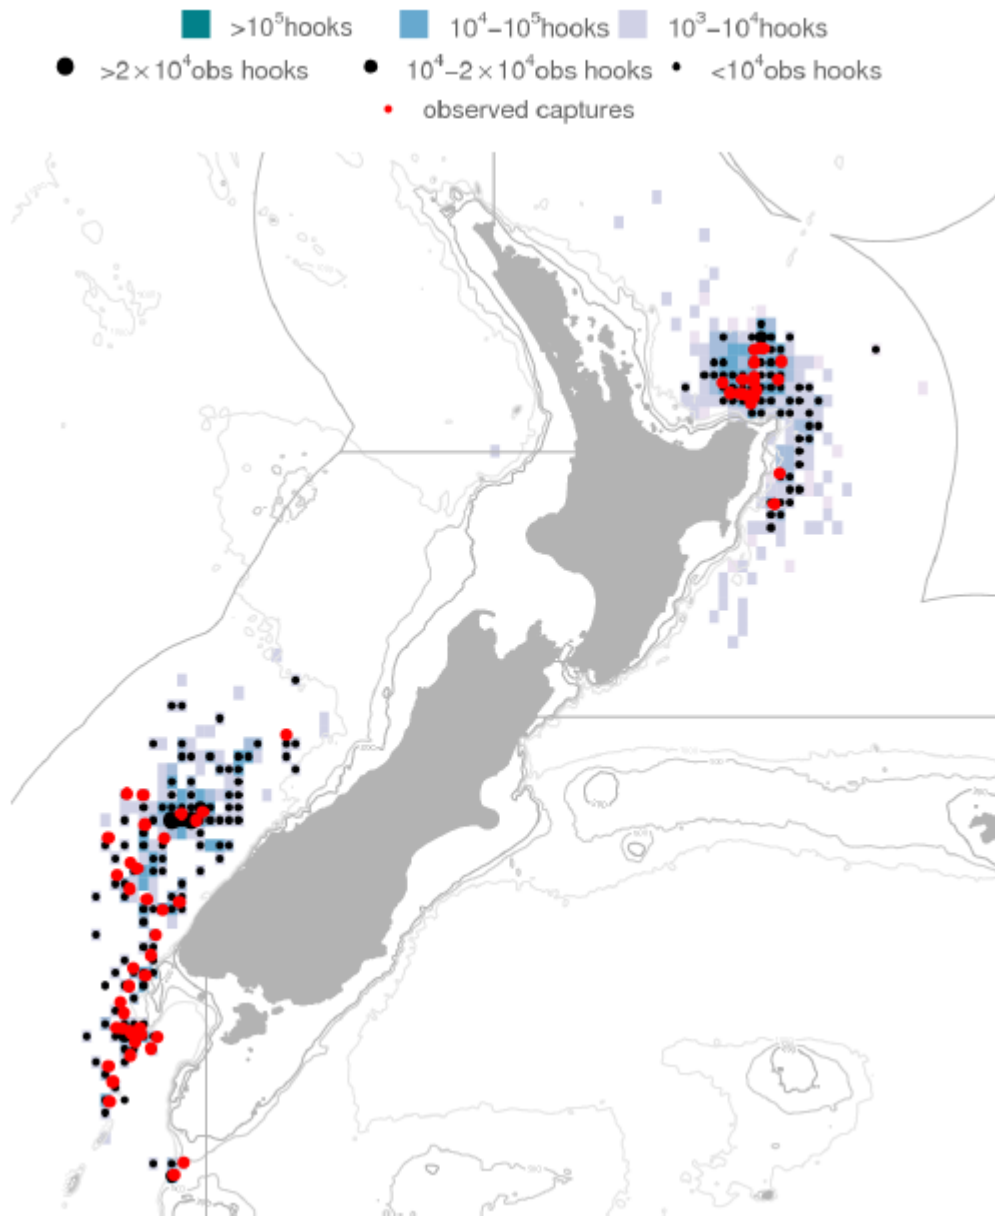 >10⁵hooks 10⁴–10⁵hooks 10³–10⁴hooks
>2×10⁴obs hooks 10⁴–2×10⁴obs hooks <10⁴obs hooks
observed captures